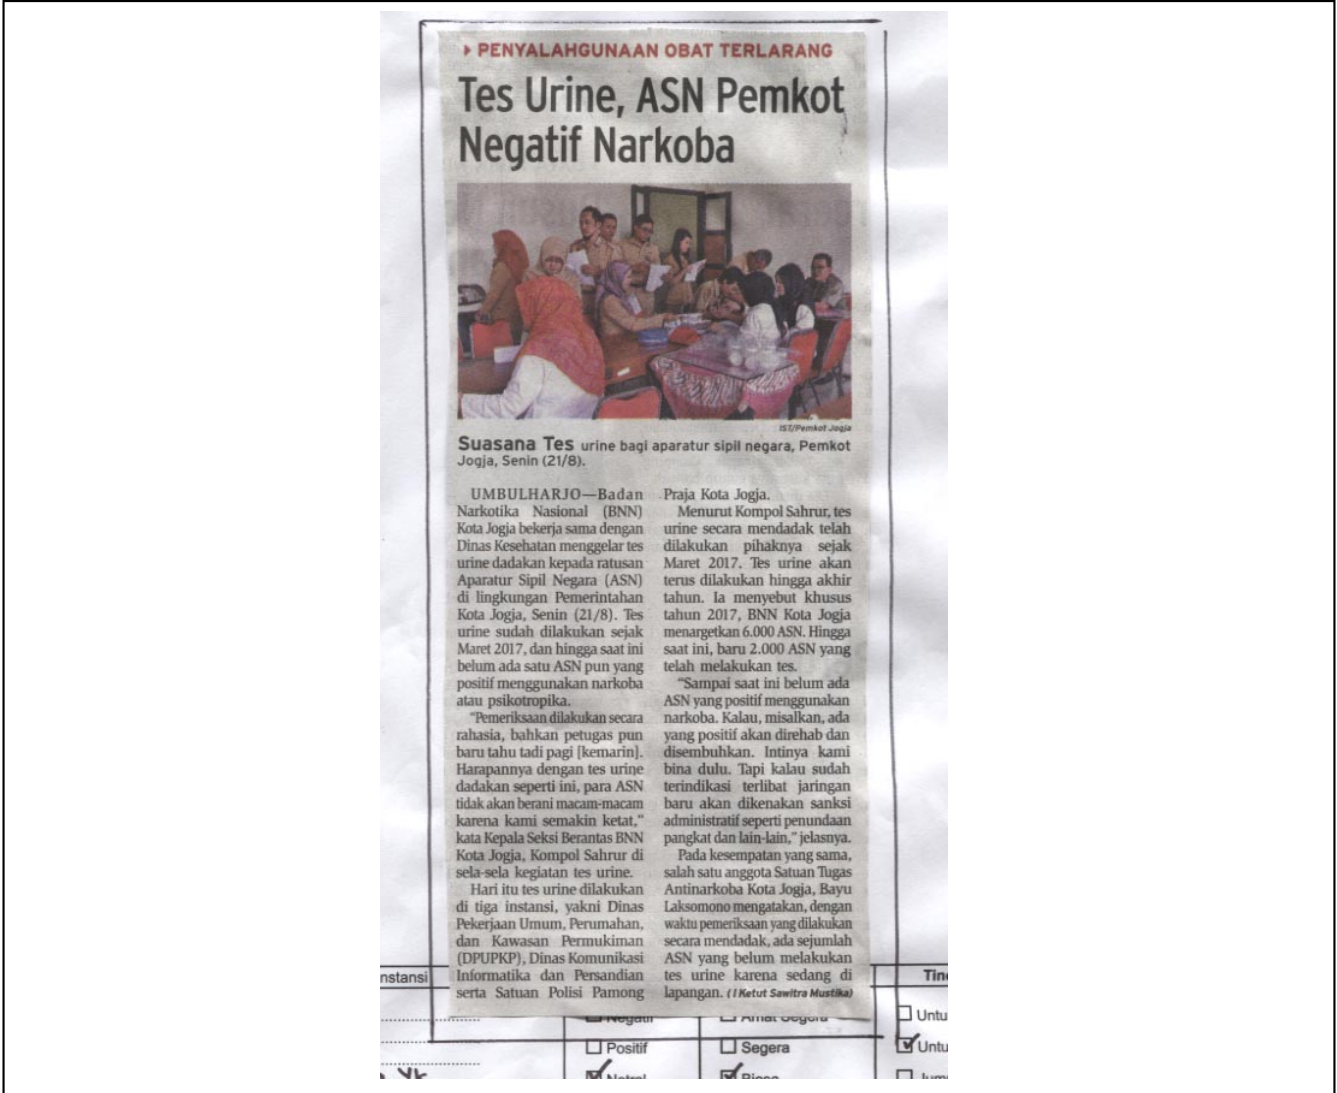 PENYALAHGUNAAN OBAT TERLARANG
Tes Urine, ASN Pemkot
Negatif Narkoba
IST/Pemkot Jogja
Suasana Tes urine bagi aparatur sipil negara, Pemkot
Jogja, Senin (21/8).
UMBULHARJO—Badan
Narkotika Nasional (BNN)
Kota Jogja bekerja sama dengan
Dinas Kesehatan menggelar tes
urine dadakan kepada ratusan
Aparatur Sipil Negara (ASN)
di lingkungan Pemerintahan
Kota Jogja, Senin (21/8). Tes
urine sudah dilakukan sejak
Maret 2017, dan hingga saat ini
belum ada satu ASN pun yang
positif menggunakan narkoba
atau psikotropika.
"Pemeriksaan dilakukan secara
rahasia, bahkan petugas pun
baru tahu tadi pagi [kemarin].
Harapannya dengan tes urine
dadakan seperti ini, para ASN
tidak akan berani macam-macam
karena kami semakin ketat,"
kata Kepala Seksi Berantas BNN
Kota Jogja, Kompol Sahrur di
sela-sela kegiatan tes urine.
Hari itu tes urine dilakukan
di tiga instansi, yakni Dinas
Pekerjaan Umum, Perumahan,
dan Kawasan Permukiman
(DPUPKP), Dinas Komunikasi
Informatika dan Persandian
serta Satuan Polisi Pamong
Praja Kota Jogja.
Menurut Kompol Sahrur, tes
urine secara mendadak telah
dilakukan pihaknya sejak
Maret 2017. Tes urine akan
terus dilakukan hingga akhir
tahun. Ia menyebut khusus
tahun 2017, BNN Kota Jogja
menargetkan 6.000 ASN. Hingga
saat ini, baru 2.000 ASN yang
telah melakukan tes.
"Sampai saat ini belum ada
ASN yang positif menggunakan
narkoba. Kalau, misalkan, ada
yang positif akan direhab dan
disembuhkan. Intinya kami
bina dulu. Tapi kalau sudah
terindikasi terlibat jaringan
baru akan dikenakan sanksi
administratif seperti penundaan
pangkat dan lain-lain," jelasnya.
Pada kesempatan yang sama,
salah satu anggota Satuan Tugas
Antinarkoba Kota Jogja, Bayu
Laksomono mengatakan, dengan
waktu pemeriksaan yang dilakukan
secara mendadak, ada sejumlah
ASN yang belum melakukan
tes urine karena sedang di
lapangan. (I Ketut Sawitra Mustika)
nstansi
Tin
Negatif
Amat Segera
Untu
Positif
Segera
Untu
Netral
Biasa